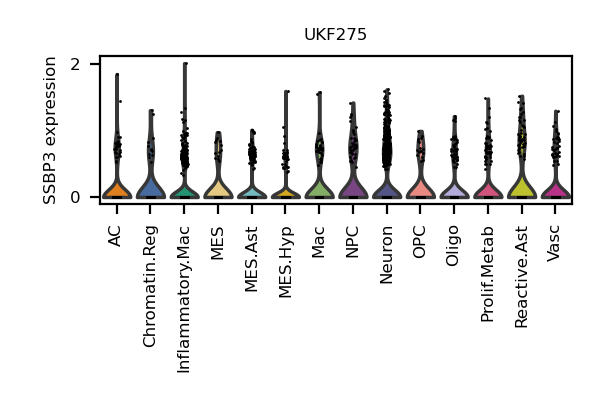 UKF275
SSBP3 expression
2
0
AC
Chromatin.Reg
Inflammatory.Mac
MES
MES.Ast
MES.Hyp
Mac
NPC
Neuron
OPC
Oligo
Prolif.Metab
Reactive.Ast
Vasc